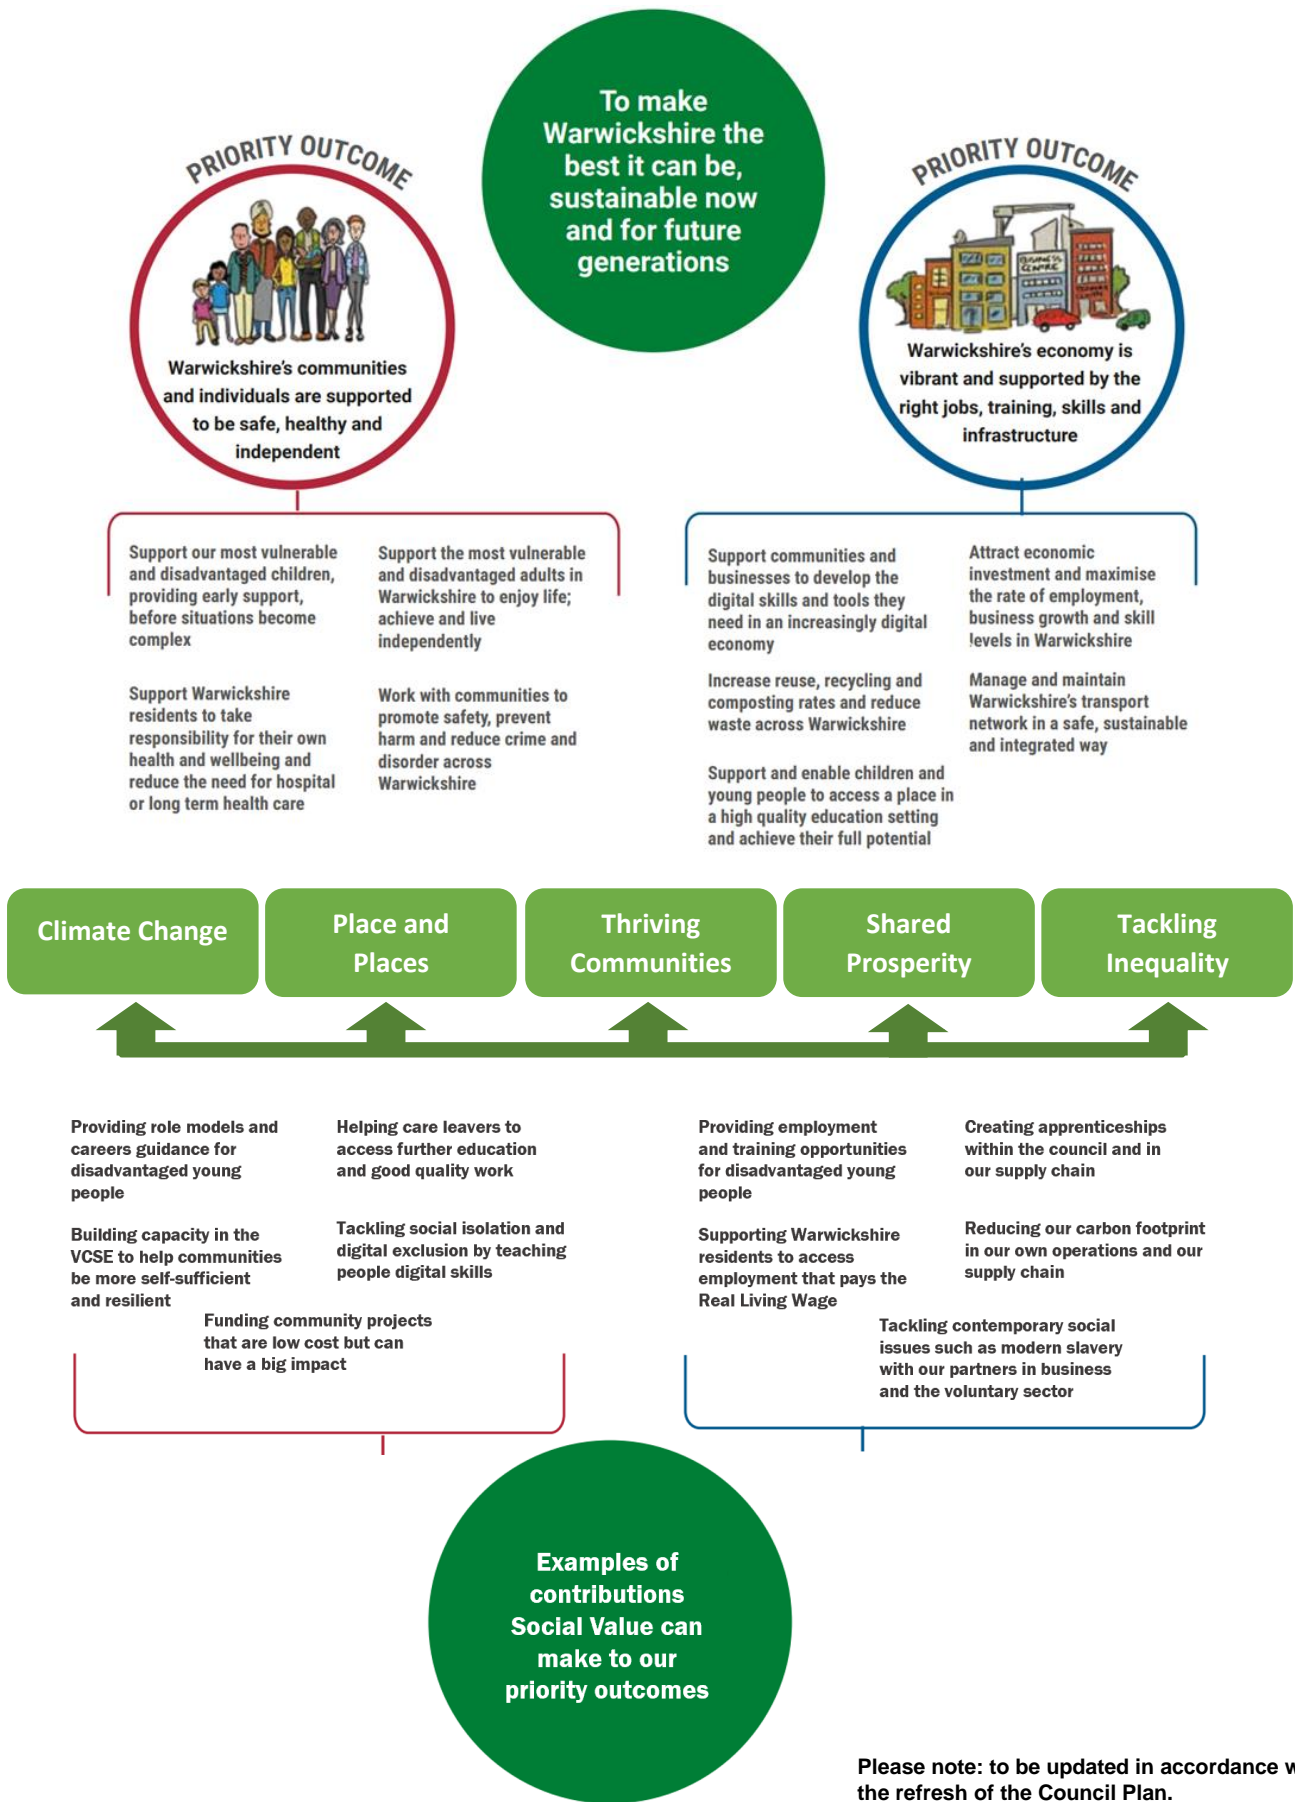 To make
Warwickshire the
best it can be,
sustainable now
and for future
generations
PRIORITY OUTCOME
Warwickshire's communities
and individuals are supported
to be safe, healthy and
independent
PRIORITY OUTCOME
BUSINESS
CENTRE
Warwickshire's economy is
vibrant and supported by the
right jobs, training, skills and
infrastructure
Support our most vulnerable
and disadvantaged children,
providing early support,
before situations become
complex
Support the most vulnerable
and disadvantaged adults in
Warwickshire to enjoy life;
achieve and live
independently
Support Warwickshire
residents to take
responsibility for their own
health and wellbeing and
reduce the need for hospital
or long term health care
Work with communities to
promote safety, prevent
harm and reduce crime and
disorder across
Warwickshire
Support communities and
businesses to develop the
digital skills and tools they
need in an increasingly digital
economy
Attract economic
investment and maximise
the rate of employment,
business growth and skill
levels in Warwickshire
Increase reuse, recycling and
composting rates and reduce
waste across Warwickshire
Manage and maintain
Warwickshire's transport
network in a safe, sustainable
and integrated way
Support and enable children and
young people to access a place in
a high quality education setting
and achieve their full potential
Climate Change
Place and
Places
Thriving
Communities
Shared
Prosperity
Tackling
Inequality
Providing role models and
careers guidance for
disadvantaged young
people
Helping care leavers to
access further education
and good quality work
Building capacity in the
VCSE to help communities
be more self-sufficient
and resilient
Tackling social isolation and
digital exclusion by teaching
people digital skills
Funding community projects
that are low cost but can
have a big impact
Providing employment
and training opportunities
for disadvantaged young
people
Creating apprenticeships
within the council and in
our supply chain
Supporting Warwickshire
residents to access
employment that pays the
Real Living Wage
Reducing our carbon footprint
in our own operations and our
supply chain
Tackling contemporary social
issues such as modern slavery
with our partners in business
and the voluntary sector
Examples of
contributions
Social Value can
make to our
priority outcomes
Please note: to be updated in accordance w
the refresh of the Council Plan.